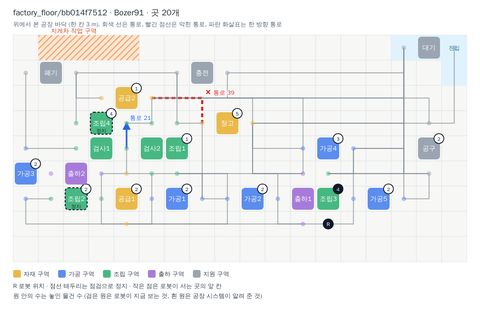 factory_floor/bb014f7512 · Bozer91 · 곳 20개
위에서 본 공장 바닥 (한 칸 3 m). 회색 선은 통로, 빨간 점선은 막힌 통로, 파란 화살표는 한 방향 통로
지게차 작업 구역
대기
폐기
충전
1
공급2
✕ 통로 39
4
조립4
정지
통로 21
5
창고
검사1
검사2
2
조립1
3
가공4
2
공구
3
가공3
출하2
2
조립2
정지
2
공급1
2
가공1
2
가공2
출하1
4
조립3
2
가공5
R
자재 구역
가공 구역
조립 구역
출하 구역
지원 구역
R 로봇 위치 · 점선 테두리는 점검으로 정지 · 작은 점은 로봇이 서는 곳의 앞 칸
원 안의 수는 놓인 물건 수 (검은 원은 로봇이 지금 보는 것, 흰 원은 공장 시스템이 알려 준 것)